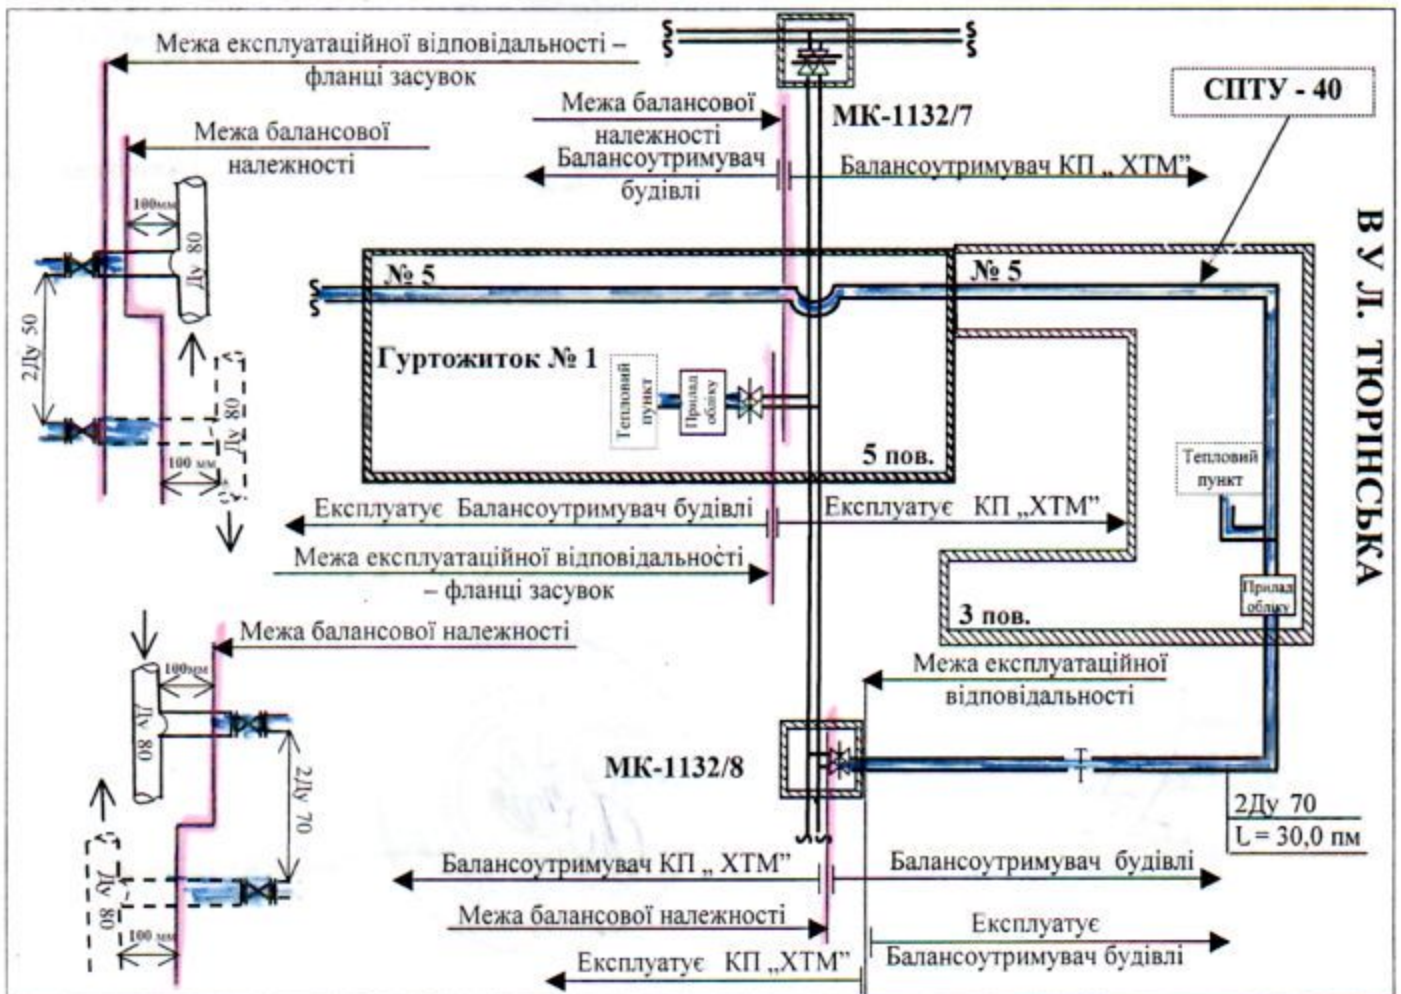 Межа експлуатаційної відповідальності –
фланці засувок
Межа балансової
належності
СПТУ - 40
МК-1132/7
Межа балансової
належності
Балансоутримувач
будівлі
Балансоутримувач КП „ ХТМ”
100мм
Ду 80
2Ду 50
Ду 80
100 мм
№ 5
№ 5
Гуртожиток № 1
Тепловий
пункт
Прилад
обліку
5 пов.
ВУЛ. ТЮРІНСЬКА
Тепловий
пункт
Прилад
обліку
3 пов.
Експлуатує Балансоутримувач будівлі
Експлуатує КП „ХТМ”
Межа експлуатаційної відповідальності
– фланці засувок
Межа балансової належності
100мм
Ду 80
2Ду 70
Ду 80
100 мм
Межа експлуатаційної
відповідальності
МК-1132/8
2Ду 70
L = 30,0 пм
Балансоутримувач КП „ ХТМ”
Балансоутримувач будівлі
Межа балансової належності
Експлуатує
Балансоутримувач будівлі
Експлуатує КП „ХТМ”